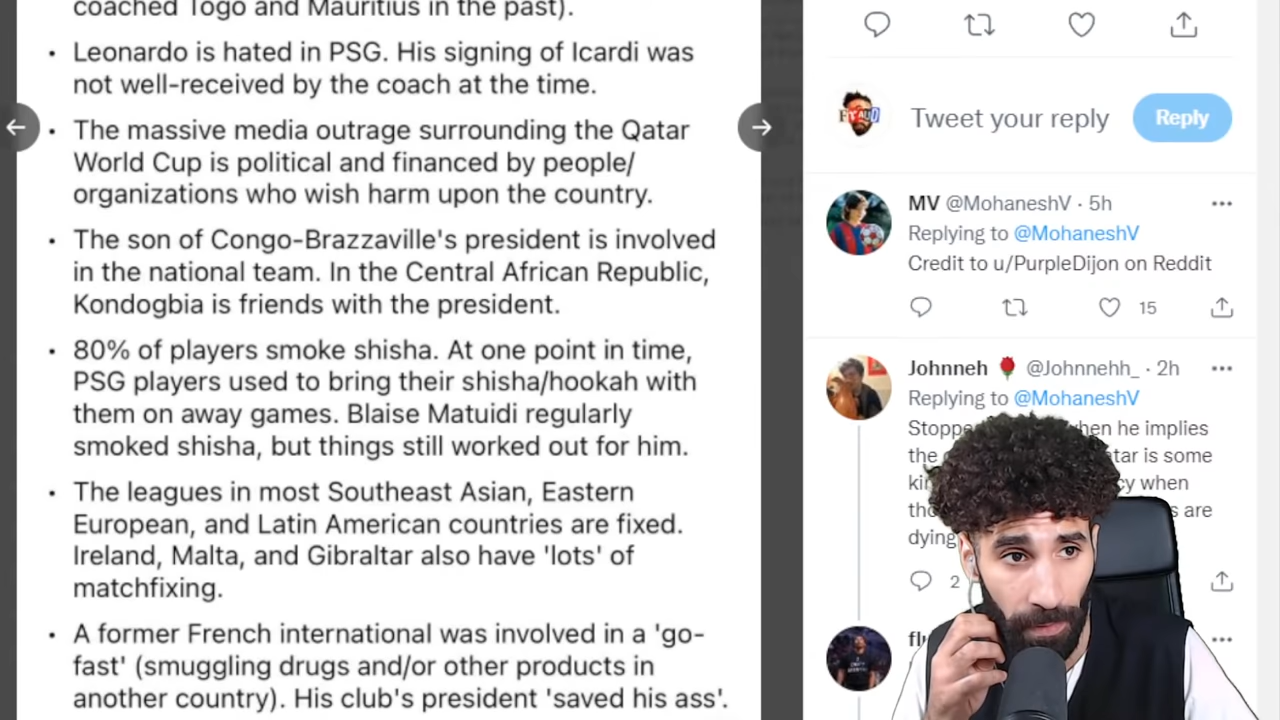 coached Togo and Mauritius in the past).
• Leonardo is hated in PSG. His signing of Icardi was
not well-received by the coach at the time.
• The massive media outrage surrounding the Qatar
World Cup is political and financed by people/
organizations who wish harm upon the country.
• The son of Congo-Brazzaville's president is involved
in the national team. In the Central African Republic,
Kondogbia is friends with the president.
• 80% of players smoke shisha. At one point in time,
PSG players used to bring their shisha/hookah with
them on away games. Blaise Matuidi regularly
smoked shisha, but things still worked out for him.
• The leagues in most Southeast Asian, Eastern
European, and Latin American countries are fixed.
Ireland, Malta, and Gibraltar also have 'lots' of
matchfixing.
• A former French international was involved in a 'go-
fast' (smuggling drugs and/or other products in
another country). His club's president 'saved his ass'.
Tweet your reply
Reply
MV @MohaneshV · 5h
Replying to @MohaneshV
Credit to u/PurpleDijon on Reddit
15
Johnneh 🌹 @Johnnehh_ · 2h
Replying to @MohaneshV
when he implies
the is some
when
are
dying
2